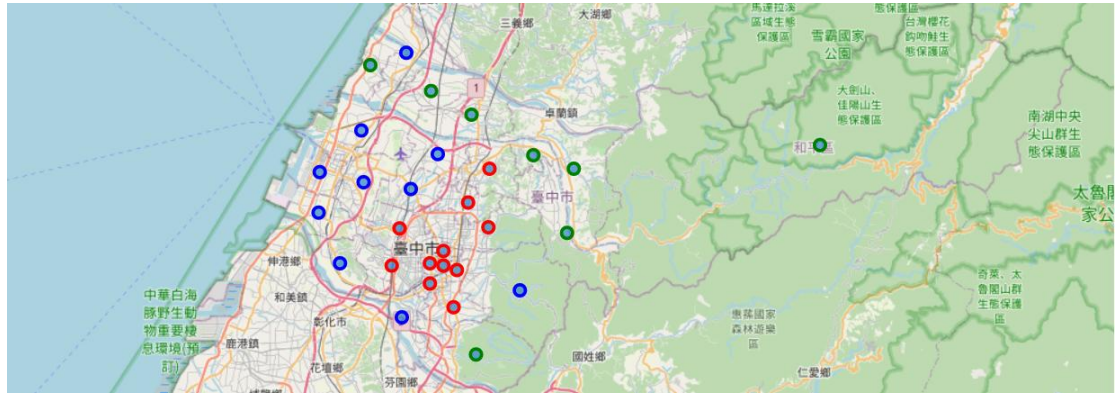 馬達拉溪
區域生態
保護區
態保護區
台灣櫻花
鉤吻鮭生
態保護區
三義鄉
大湖鄉
雪霸國家
公園
1
卓蘭鎮
大劍山、
佳陽山生
態保護區
南湖中央
尖山群生
態保護區
和平區
臺中市
太魯閣
家公
臺中市
伸港鄉
和美鎮
中華白海
豚野生動
物重要棲
息環境(預
訂)
彰化市
鹿港鎮
花壇鄉
芬園鄉
國姓鄉
惠蓀國家
森林遊樂
區
奇萊、太
魯閣山群
生態保護
區
仁愛鄉